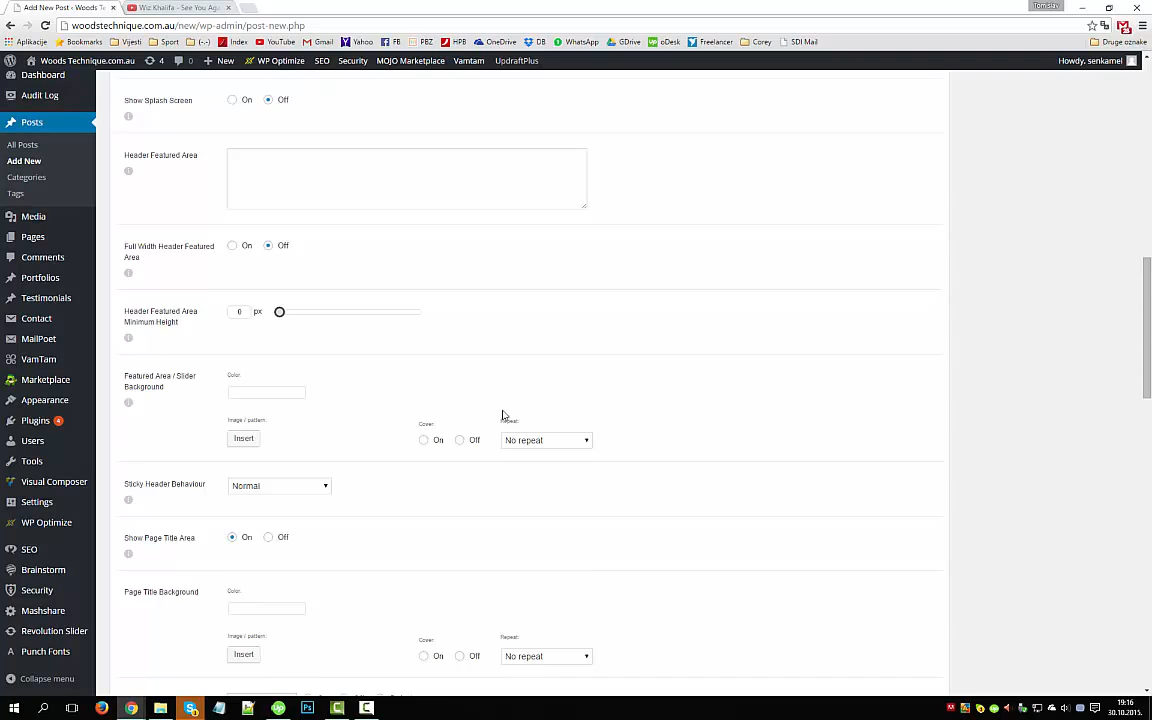 Add New Post ‹ Woods Te
Wiz Khalifa - See You Aga
Tomislav
woodstechnique.com.au/new/wp-admin/post-new.php
Aplikacije
Bookmarks
Vijesti
Sport
(-.-)
Index
YouTube
Gmail
Yahoo
FB
PBZ
HPB
OneDrive
DB
WhatsApp
GDrive
oDesk
Freelancer
Corey
SDI Mail
Druge oznake
Woods Technique.com.au
4
0
New
WP Optimize
SEO
Security
MOJO Marketplace
Vamtam
UpdraftPlus
Howdy, senkamel
Dashboard
Audit Log
Posts
All Posts
Add New
Categories
Tags
Media
Pages
Comments
Portfolios
Testimonials
Contact
MailPoet
VamTam
Marketplace
Appearance
Plugins 4
Users
Tools
Visual Composer
Settings
WP Optimize
SEO
Brainstorm
Security
Mashshare
Revolution Slider
Punch Fonts
Collapse menu
Show Splash Screen
On
Off
Header Featured Area
Full Width Header Featured
Area
On
Off
Header Featured Area
Minimum Height
0 px
Featured Area / Slider
Background
Color:
Image / pattern:
Insert
Cover:
On
Off
Repeat:
No repeat
Sticky Header Behaviour
Normal
Show Page Title Area
On
Off
Page Title Background
Color:
Image / pattern:
Insert
Cover:
On
Off
Repeat:
No repeat
19:16
30.10.2015.